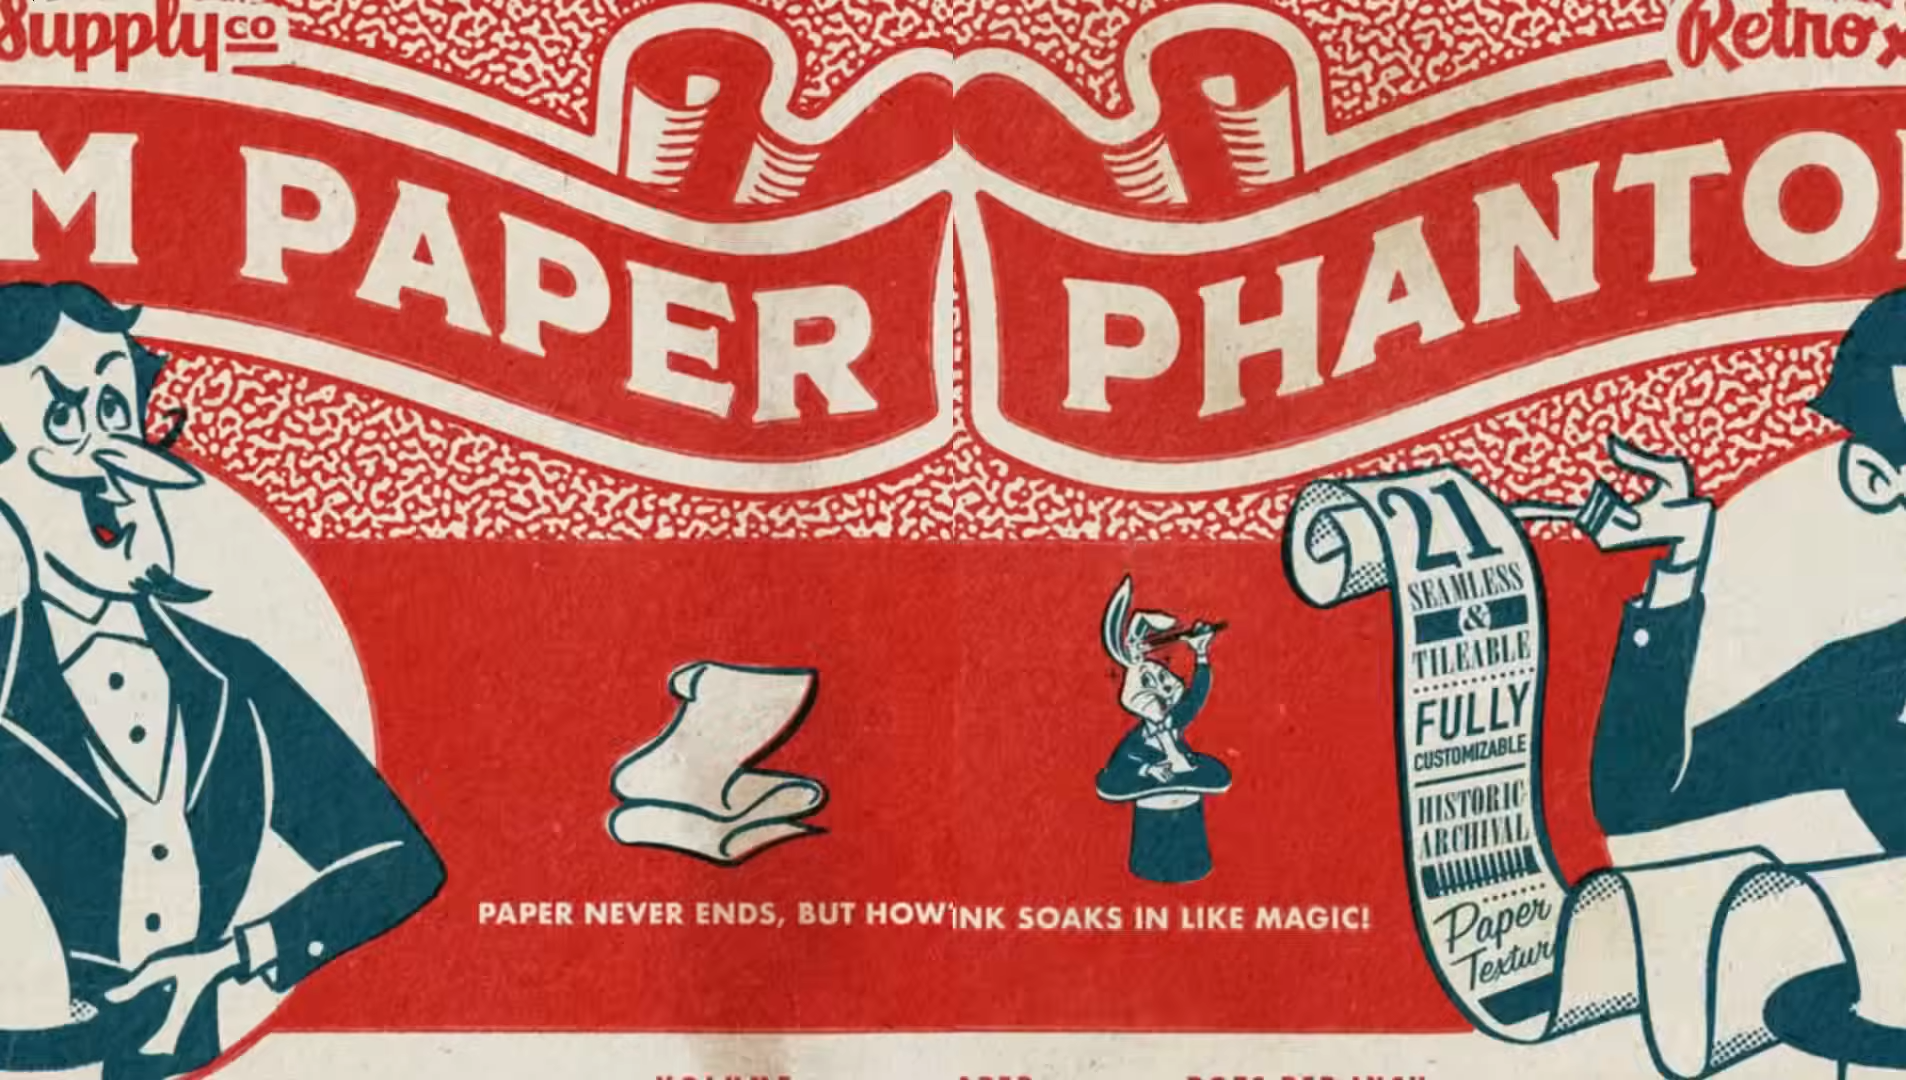 Supply co
Retro
M PAPER
PHANTO
21
SEAMLESS
&
TILEABLE
FULLY
CUSTOMIZABLE
HISTORIC
ARCHIVAL
Paper
Textur
PAPER NEVER ENDS, BUT HOW?
INK SOAKS IN LIKE MAGIC!